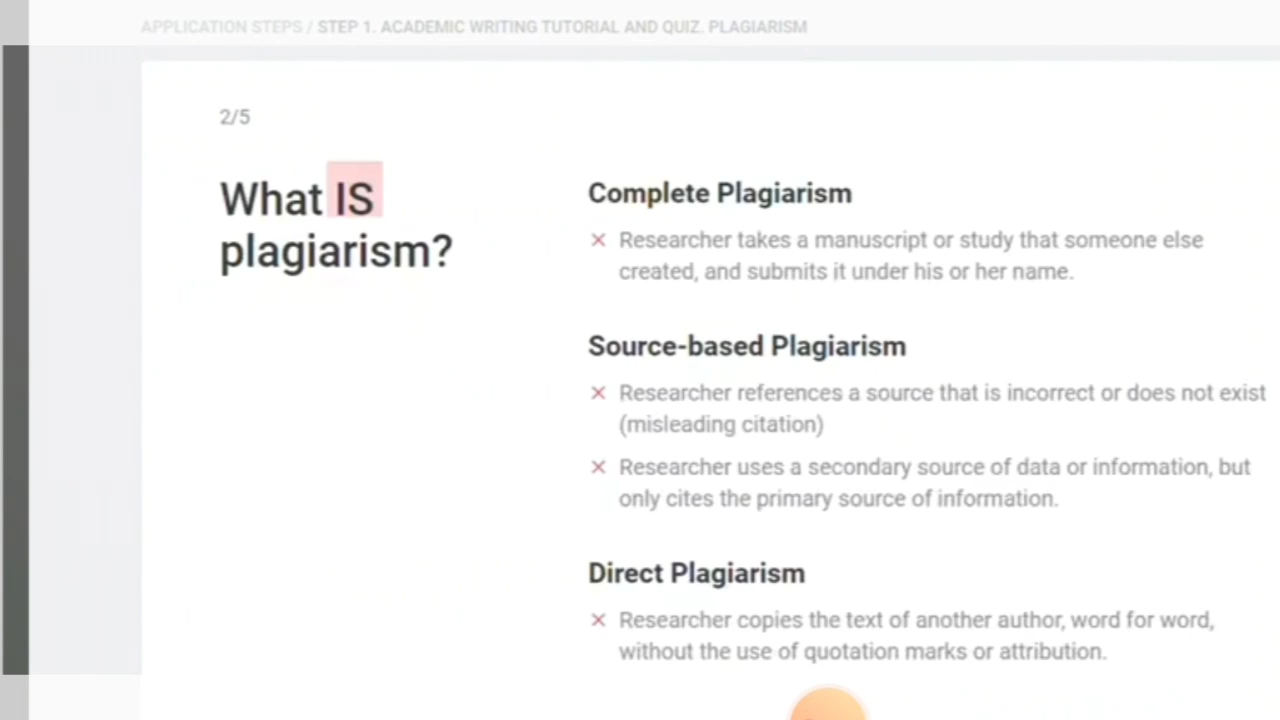 APPLICATION STEPS / STEP 1. ACADEMIC WRITING TUTORIAL AND QUIZ. PLAGIARISM
2/5
What IS
plagiarism?
Complete Plagiarism
× Researcher takes a manuscript or study that someone else
created, and submits it under his or her name.
Source-based Plagiarism
× Researcher references a source that is incorrect or does not exist
(misleading citation)
× Researcher uses a secondary source of data or information, but
only cites the primary source of information.
Direct Plagiarism
× Researcher copies the text of another author, word for word,
without the use of quotation marks or attribution.